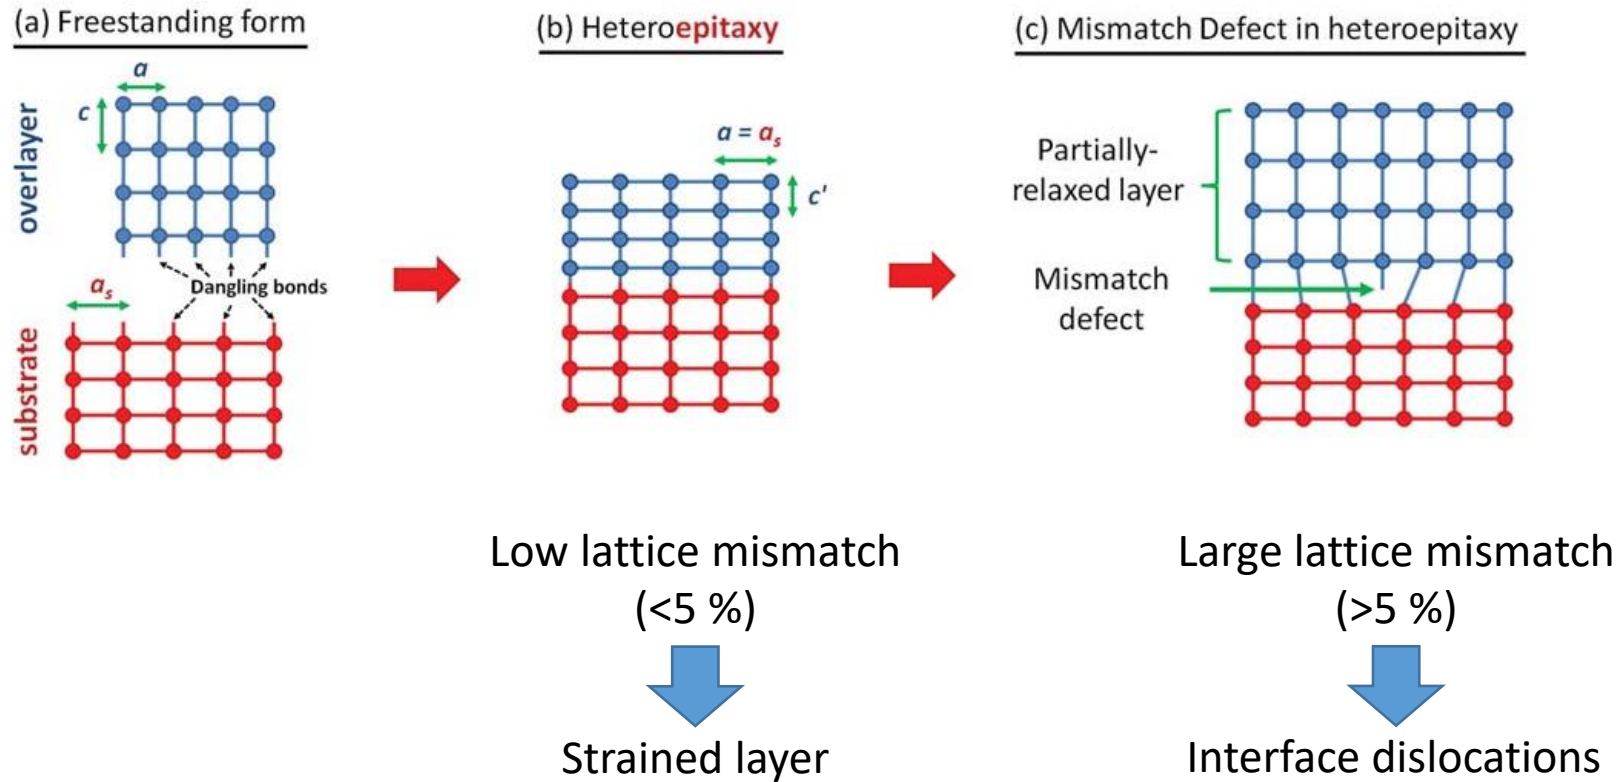 (a) Freestanding form
a
c
overlayer
Dangling bonds
as
substrate
(b) Heteroepitaxy
a = as
c'
(c) Mismatch Defect in heteroepitaxy
Partially-
relaxed layer
Mismatch
defect
Low lattice mismatch
(<5 %)
Strained layer
Large lattice mismatch
(>5 %)
Interface dislocations